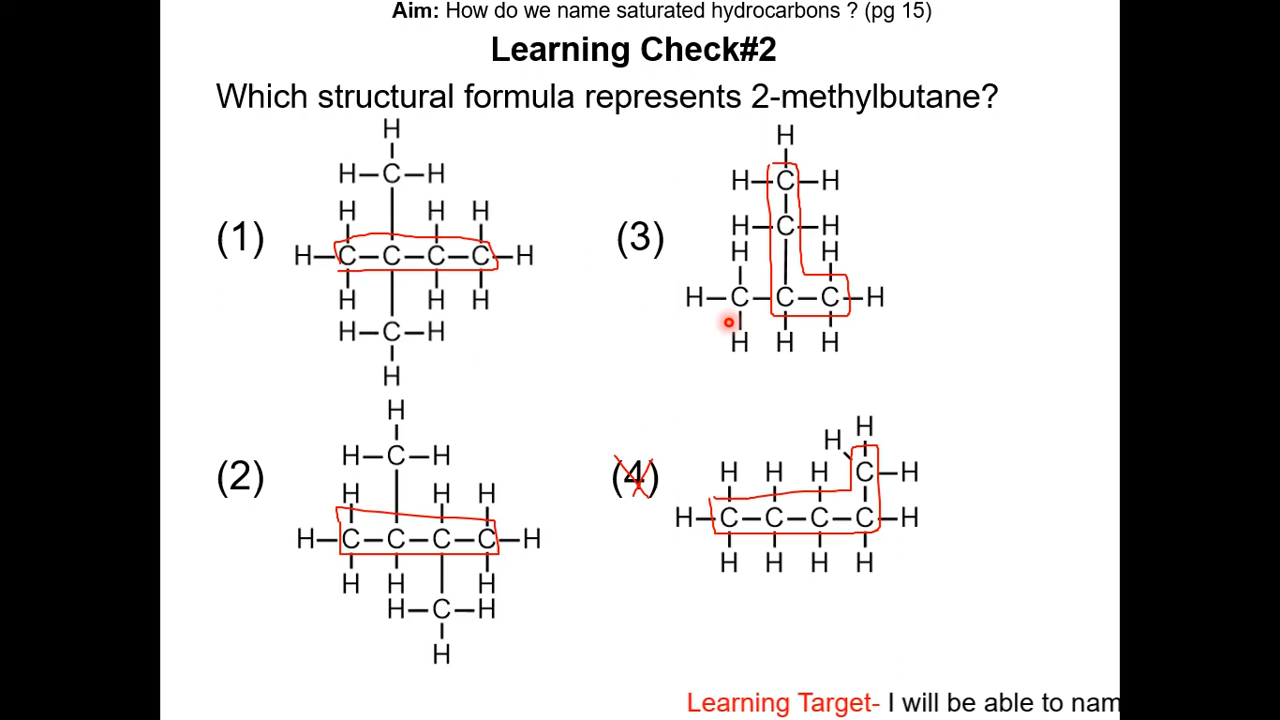 Aim: How do we name saturated hydrocarbons ? (pg 15)
Learning Check#2
Which structural formula represents 2-methylbutane?
(1)
H
H–C–H
H H H
H–C–C–C–C–H
H H H
H–C–H
H
(2)
H
H–C–H
H H H
H–C–C–C–C–H
H H H
H–C–H
H
(3)
H
H–C–H
H–C–H
H H
H–C–C–C–H
H H H
(4)
H H
H H H C–H
H–C–C–C–C–H
H H H H
Learning Target- I will be able to nam